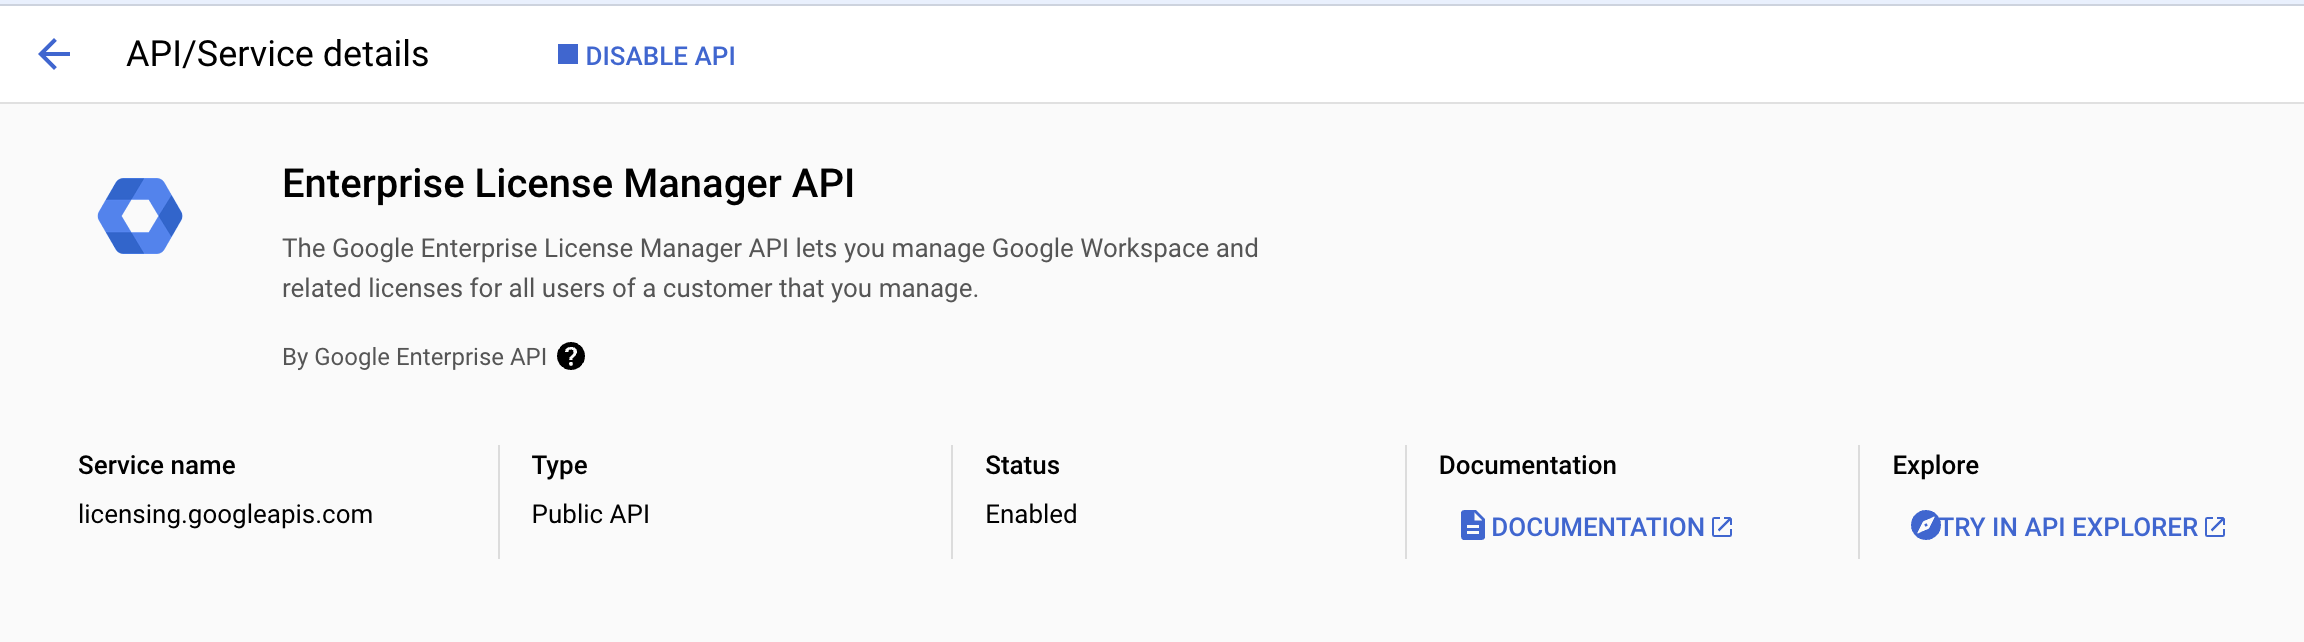 API/Service details
DISABLE API
Enterprise License Manager API
The Google Enterprise License Manager API lets you manage Google Workspace and
related licenses for all users of a customer that you manage.
By Google Enterprise API ?
Service name
licensing.googleapis.com
Type
Public API
Status
Enabled
Documentation
DOCUMENTATION
Explore
TRY IN API EXPLORER